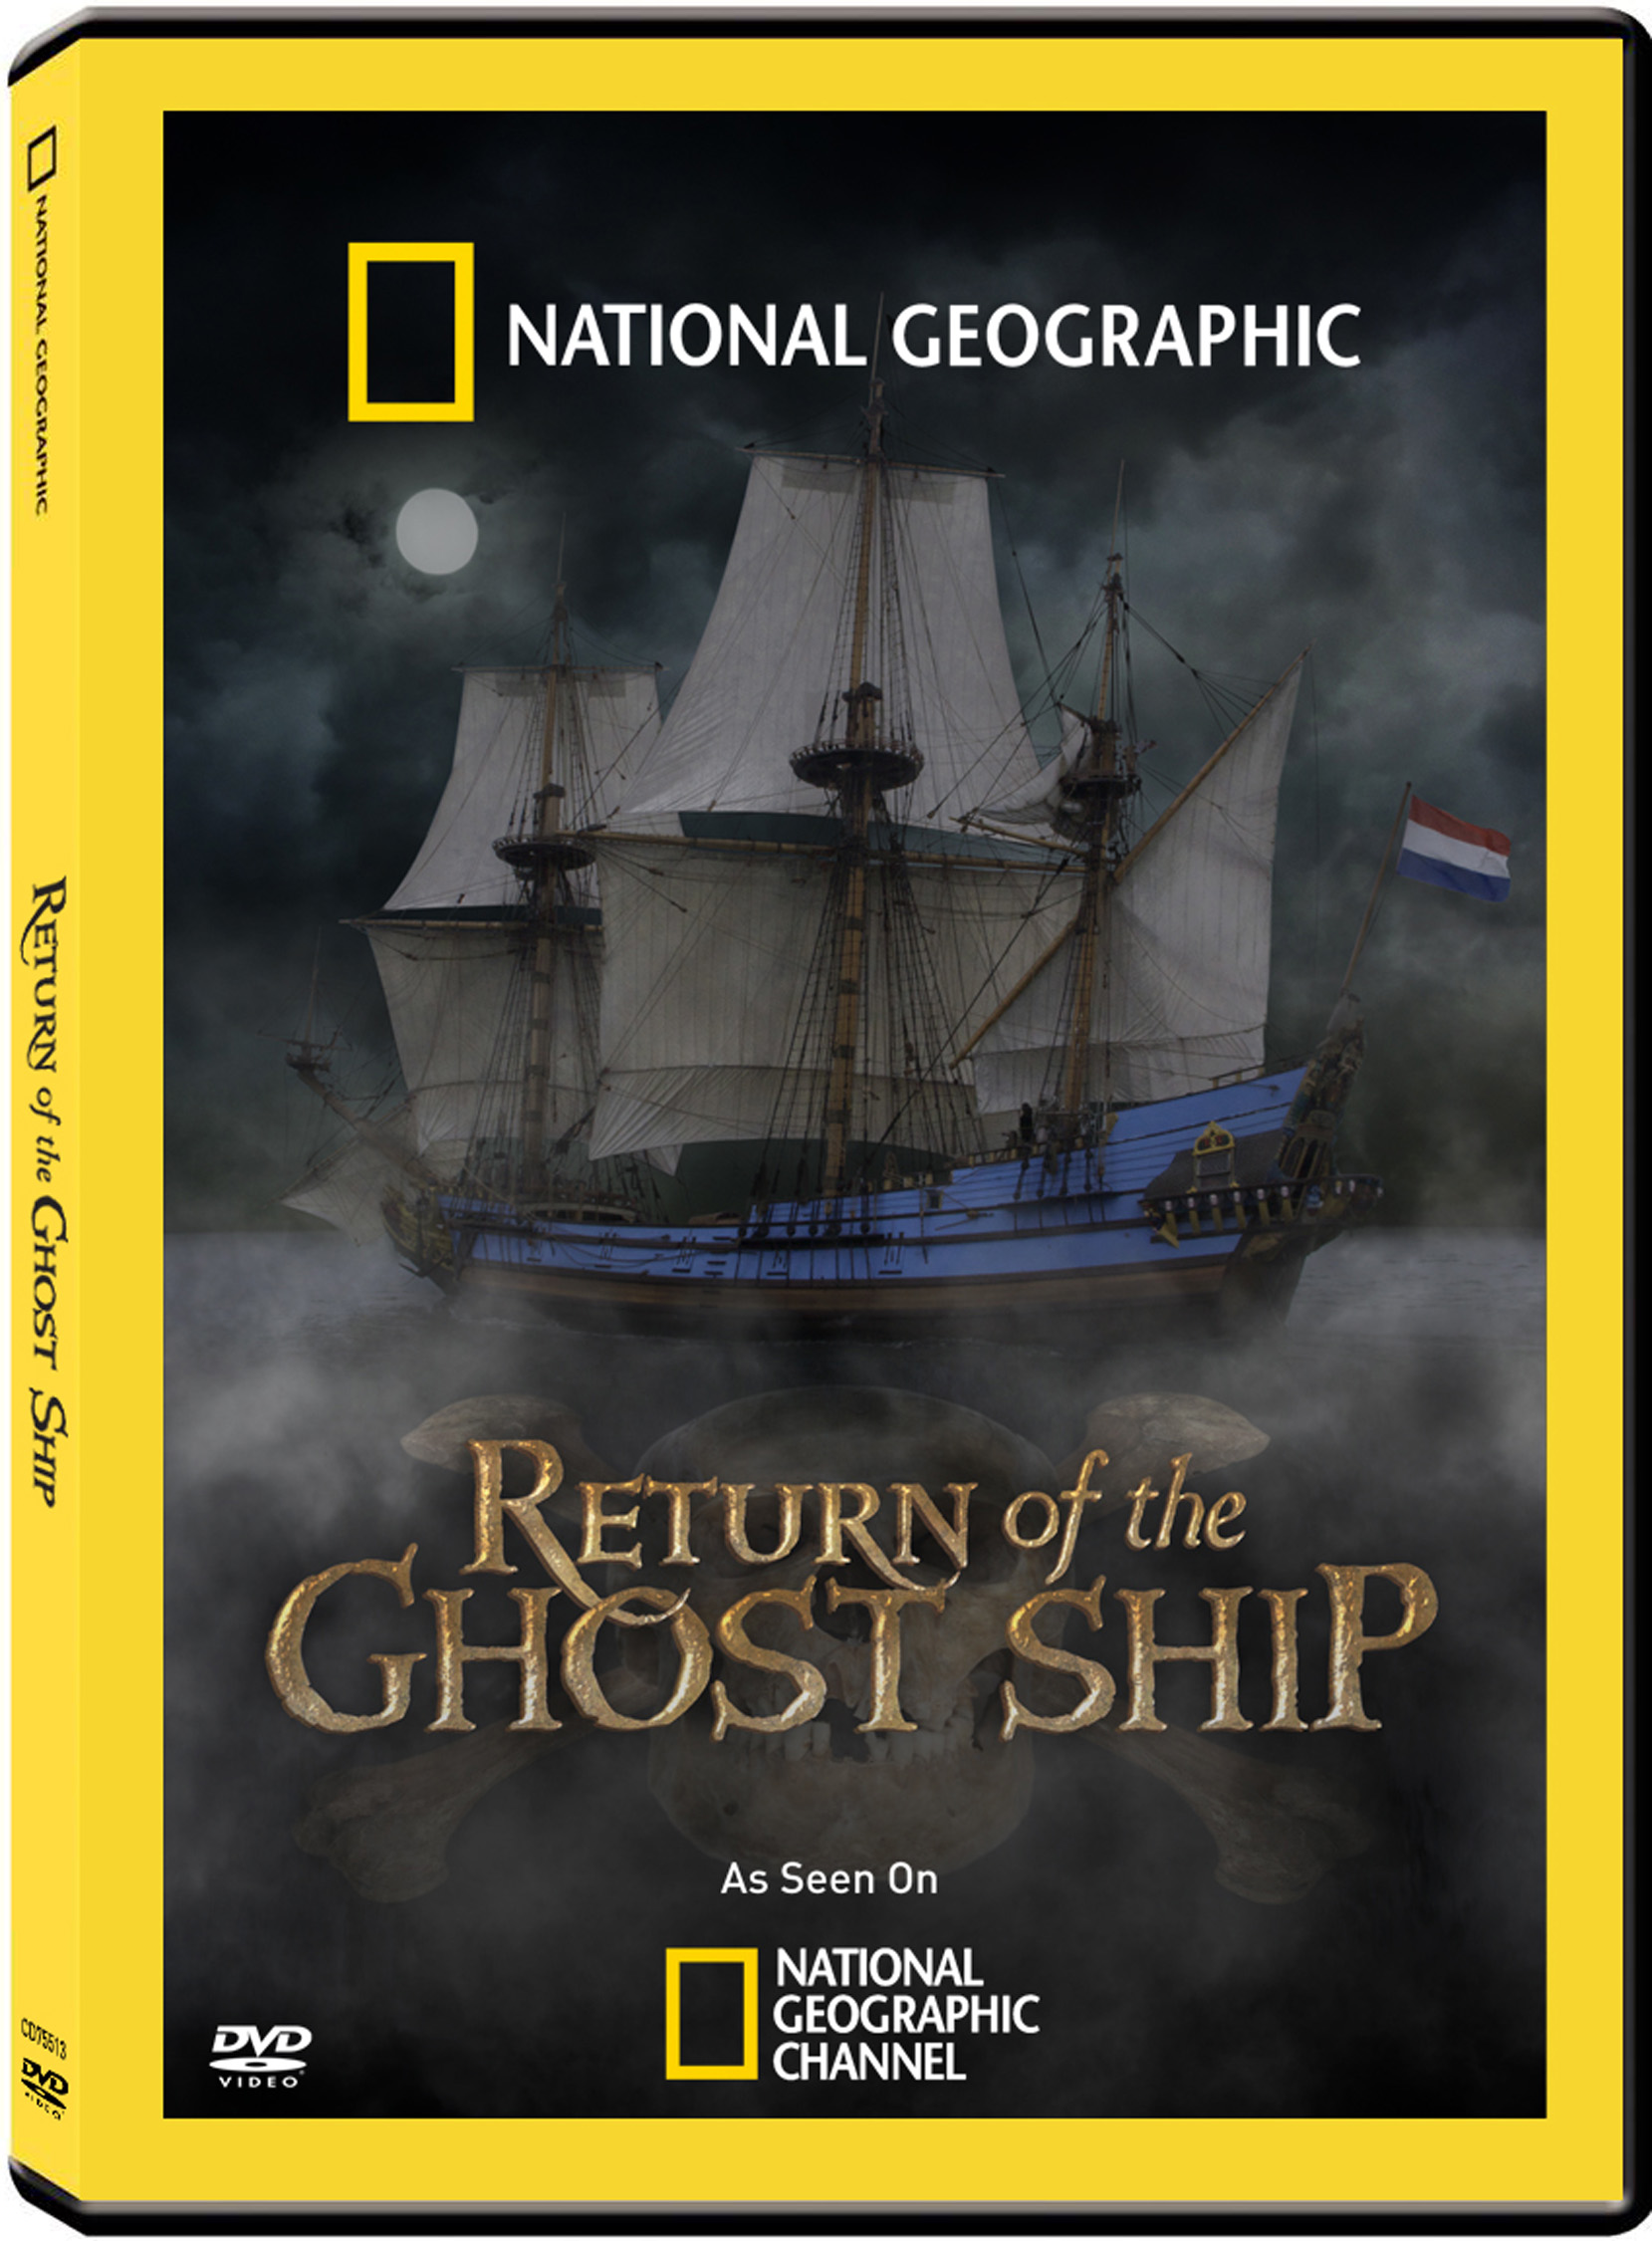 NATIONAL GEOGRAPHIC
RETURN of the
GHOST SHIP
As Seen On
NATIONAL
GEOGRAPHIC
CHANNEL
DVD
VIDEO
NATIONAL GEOGRAPHIC
RETURN of the GHOST SHIP
CD75513
DVD
VIDEO